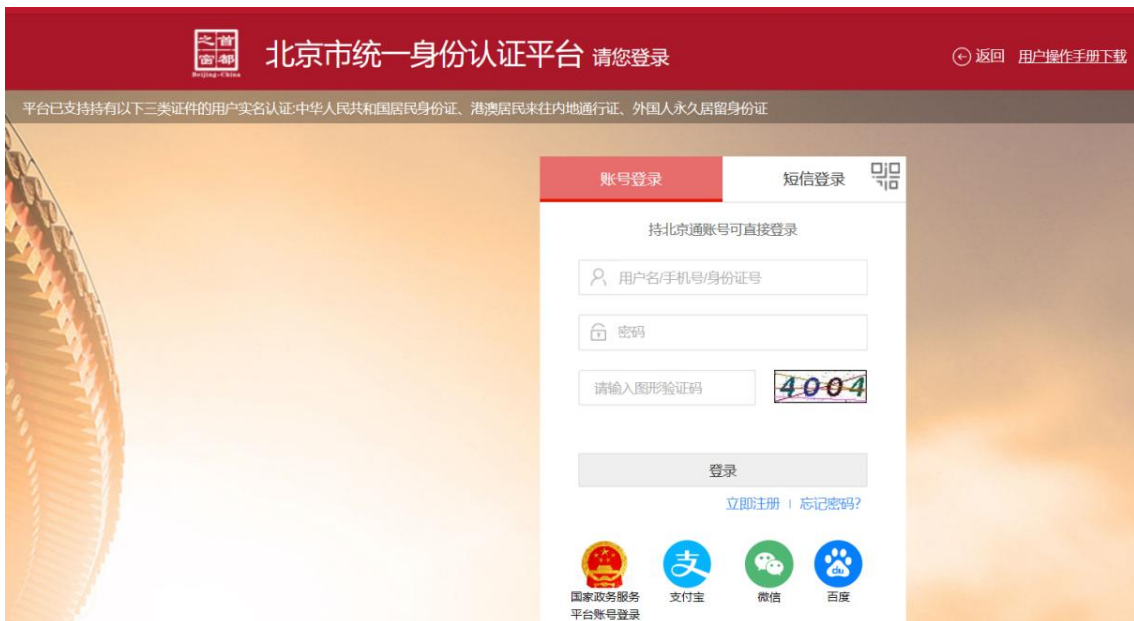 首都之窗
Beijing-China
北京市统一身份认证平台 请您登录
返回 用户操作手册下载
平台已支持持有以下三类证件的用户实名认证:中华人民共和国居民身份证、港澳居民来往内地通行证、外国人永久居留身份证
账号登录 短信登录
持北京通账号可直接登录
用户名/手机号/身份证号
密码
请输入图形验证码 4004
登录
立即注册 | 忘记密码?
支 du
国家政务服务 支付宝 微信 百度
平台账号登录